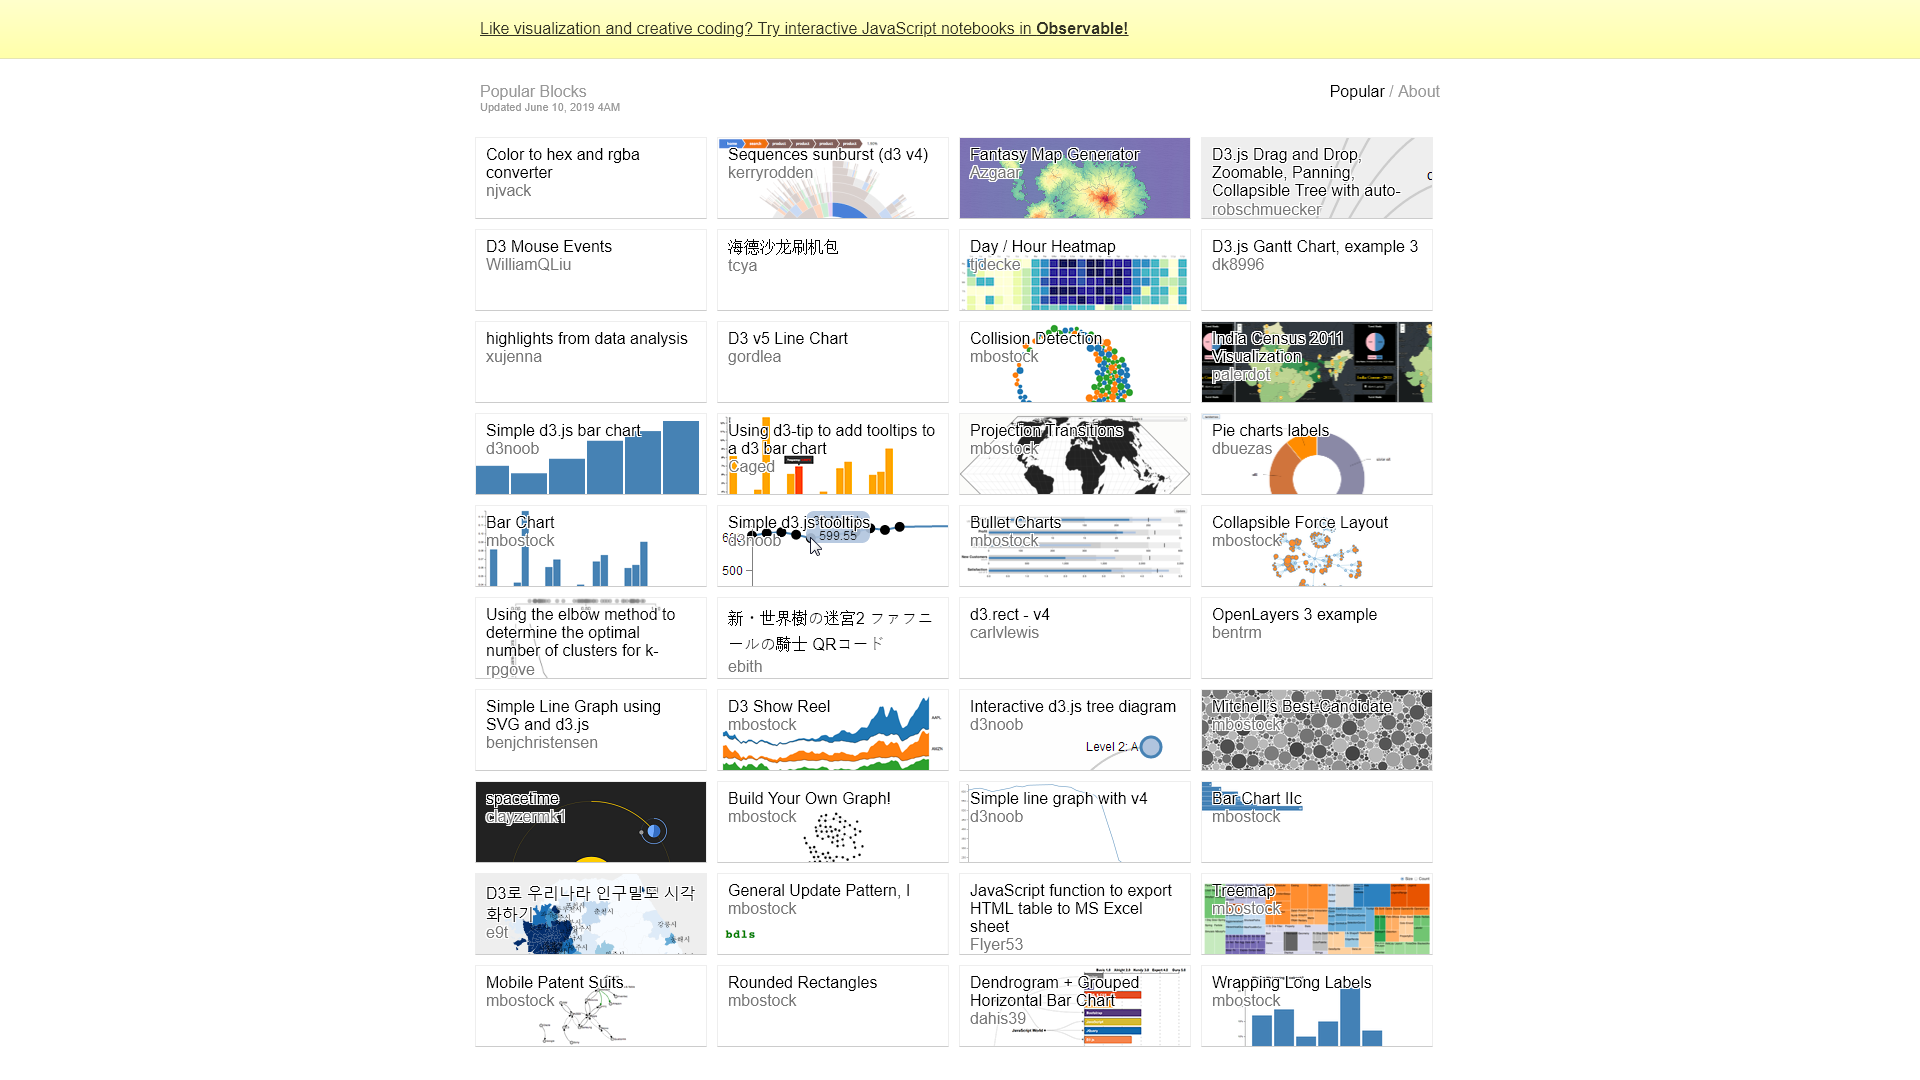 Like visualization and creative coding? Try interactive JavaScript notebooks in Observable!
Popular Blocks
Updated June 10, 2019 4AM
Popular / About
Color to hex and rgba
converter
njvack
Sequences sunburst (d3 v4)
kerryrodden
Fantasy Map Generator
Azgaar
D3.js Drag and Drop,
Zoomable, Panning,
Collapsible Tree with auto-
robschmuecker
D3 Mouse Events
WilliamQLiu
海德沙龙刷机包
tcya
Day / Hour Heatmap
tjdecke
D3.js Gantt Chart, example 3
dk8996
highlights from data analysis
xujenna
D3 v5 Line Chart
gordlea
Collision Detection
mbostock
India Census 2011
Visualization
palerdot
Simple d3.js bar chart
d3noob
Using d3-tip to add tooltips to
a d3 bar chart
Caged
Projection Transitions
mbostock
Pie charts labels
dbuezas
Bar Chart
mbostock
Simple d3.js tooltips
d3noob
599.55
500
Bullet Charts
mbostock
Collapsible Force Layout
mbostock
Using the elbow method to
determine the optimal
number of clusters for k-
rpgove
新・世界樹の迷宮2 ファフニ
ールの騎士 QRコード
ebith
d3.rect - v4
carlvlewis
OpenLayers 3 example
bentrm
Simple Line Graph using
SVG and d3.js
benjchristensen
D3 Show Reel
mbostock
AAPL
AMZN
Interactive d3.js tree diagram
d3noob
Level 2: A
Mitchell's Best-Candidate
mbostock
spacetime
clayzermk1
Build Your Own Graph!
mbostock
Simple line graph with v4
d3noob
Bar Chart IIc
mbostock
D3로 우리나라 인구밀도 시각
화하기
e9t
General Update Pattern, I
mbostock
bdls
JavaScript function to export
HTML table to MS Excel
sheet
Flyer53
Treemap
mbostock
Mobile Patent Suits
mbostock
Rounded Rectangles
mbostock
Dendrogram + Grouped
Horizontal Bar Chart
dahis39
JavaScript World
Wrapping Long Labels
mbostock